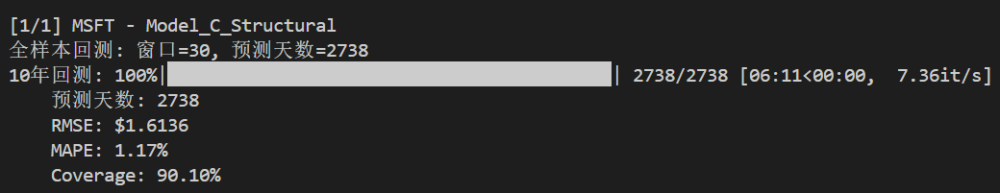 [1/1] MSFT - Model_C_Structural
全样本回测: 窗口=30, 预测天数=2738
10年回测: 100%|██████████| 2738/2738 [06:11<00:00,  7.36it/s]
    预测天数: 2738
    RMSE: $1.6136
    MAPE: 1.17%
    Coverage: 90.10%